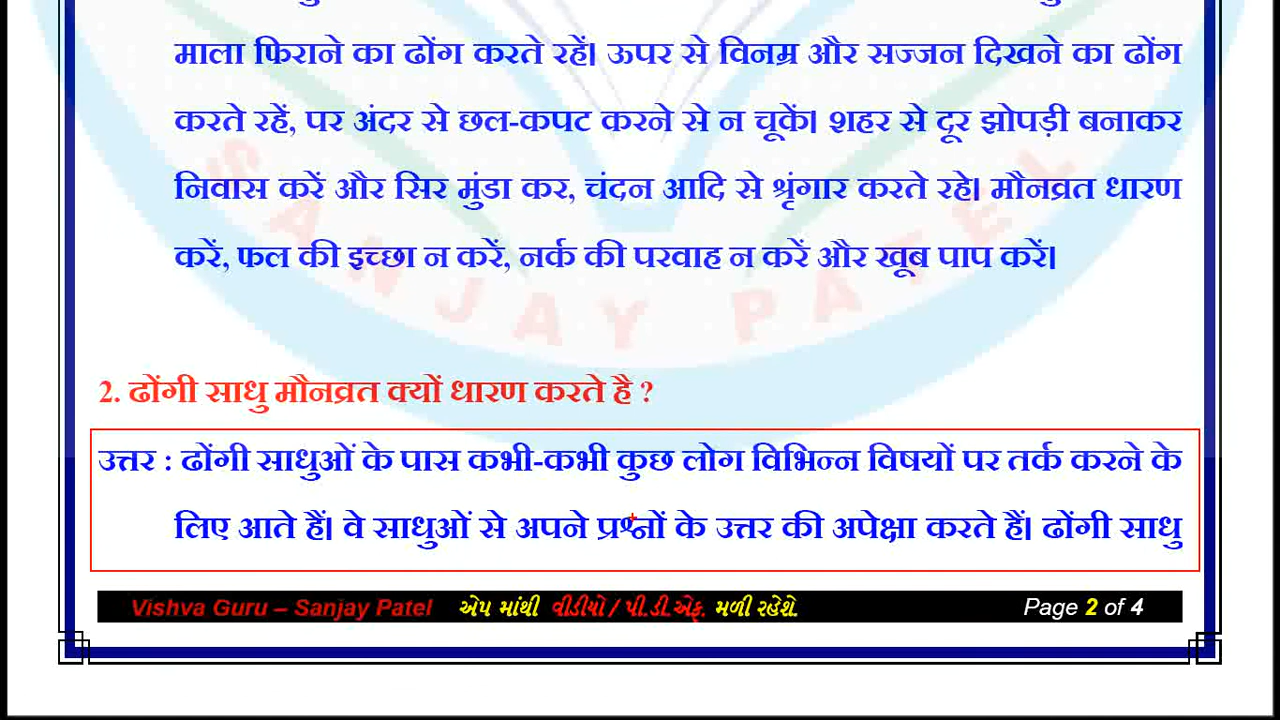 माला फिराने का ढोंग करते रहें। ऊपर से विनम्र और सज्जन दिखने का ढोंग
करते रहें, पर अंदर से छल-कपट करने से न चूकें। शहर से दूर झोपड़ी बनाकर
निवास करें और सिर मुंडा कर, चंदन आदि से श्रृंगार करते रहे। मौनव्रत धारण
करें, फल की इच्छा न करें, नर्क की परवाह न करें और खूब पाप करें।
SANJAY PATEL
2. ढोंगी साधु मौनव्रत क्यों धारण करते है ?
उत्तर : ढोंगी साधुओं के पास कभी-कभी कुछ लोग विभिन्न विषयों पर तर्क करने के
लिए आते हैं। वे साधुओं से अपने प्रश्नों के उत्तर की अपेक्षा करते हैं। ढोंगी साधु
Vishva Guru – Sanjay Patel એપ માંથી વીડીયો / પી.ડી.એફ. મળી રહેશે. Page 2 of 4